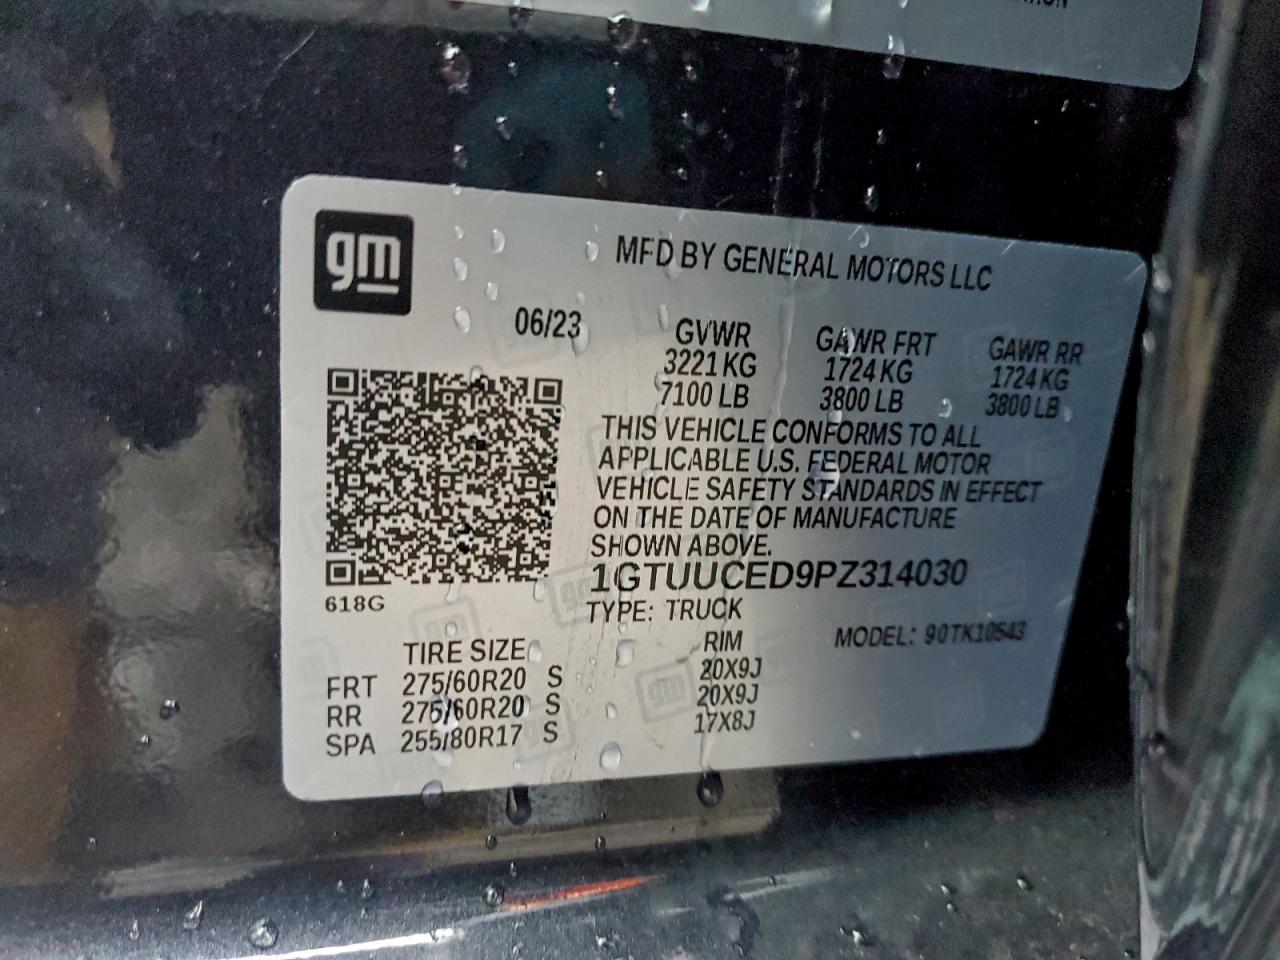 gm
MFD BY GENERAL MOTORS LLC
06/23
GVWR GAWR FRT GAWR RR
3221 KG 1724 KG 1724 KG
7100 LB 3800 LB 3800 LB
THIS VEHICLE CONFORMS TO ALL
APPLICABLE U.S. FEDERAL MOTOR
VEHICLE SAFETY STANDARDS IN EFFECT
ON THE DATE OF MANUFACTURE
SHOWN ABOVE.
1GTUUCED9PZ314030
618G
TYPE: TRUCK
MODEL: 90TK10543
TIRE SIZE RIM
FRT 275/60R20 S 20X9J
RR 275/60R20 S 20X9J
SPA 255/80R17 S 17X8J